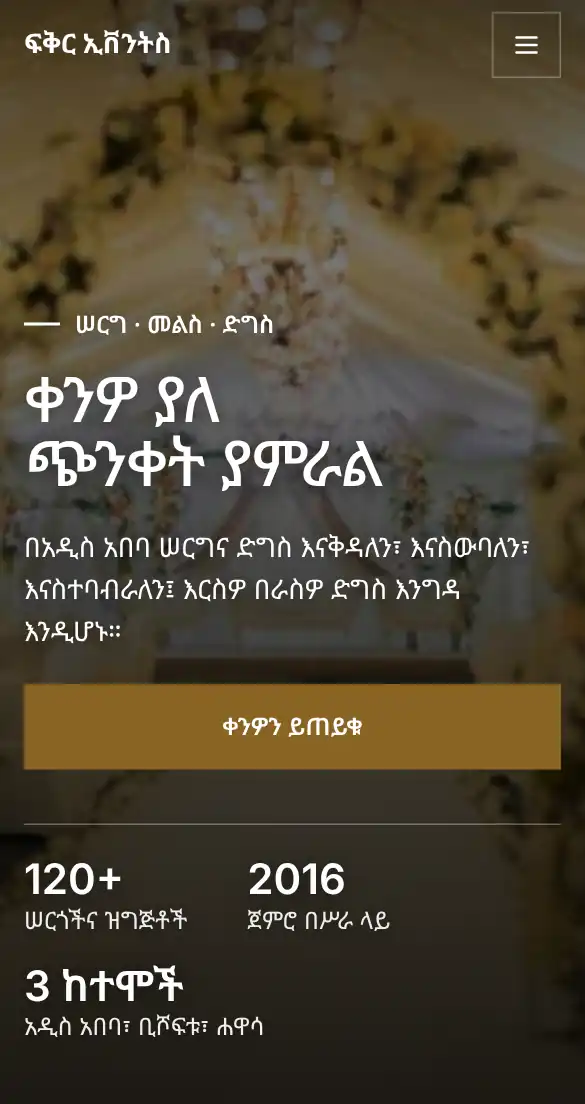 ፍቅር ኢቨንትስ
ሠርግ · መልስ · ድግስ
ቀንዎ ያለ
ጭንቀት ያምራል
በአዲስ አበባ ሠርግና ድግስ እናቅዳለን፣ እናስውባለን፣
እናስተባብራለን፤ እርስዎ በራስዎ ድግስ እንግዳ
እንዲሆኑ።
ቀንዎን ይጠይቁ
120+
ሠርጎችና ዝግጅቶች
2016
ጀምሮ በሥራ ላይ
3 ከተሞች
አዲስ አበባ፣ ቢሾፍቱ፣ ሐዋሳ